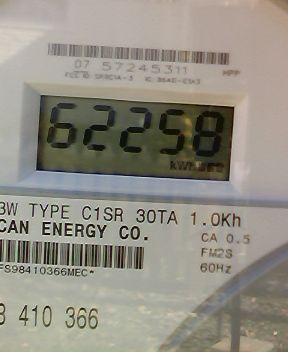 07 57245311
62258
3W TYPE C1SR 30TA 1.0Kh
CAN ENERGY CO.
CA 0.5
FM2S
60Hz
FS98410366MEC*
410 366